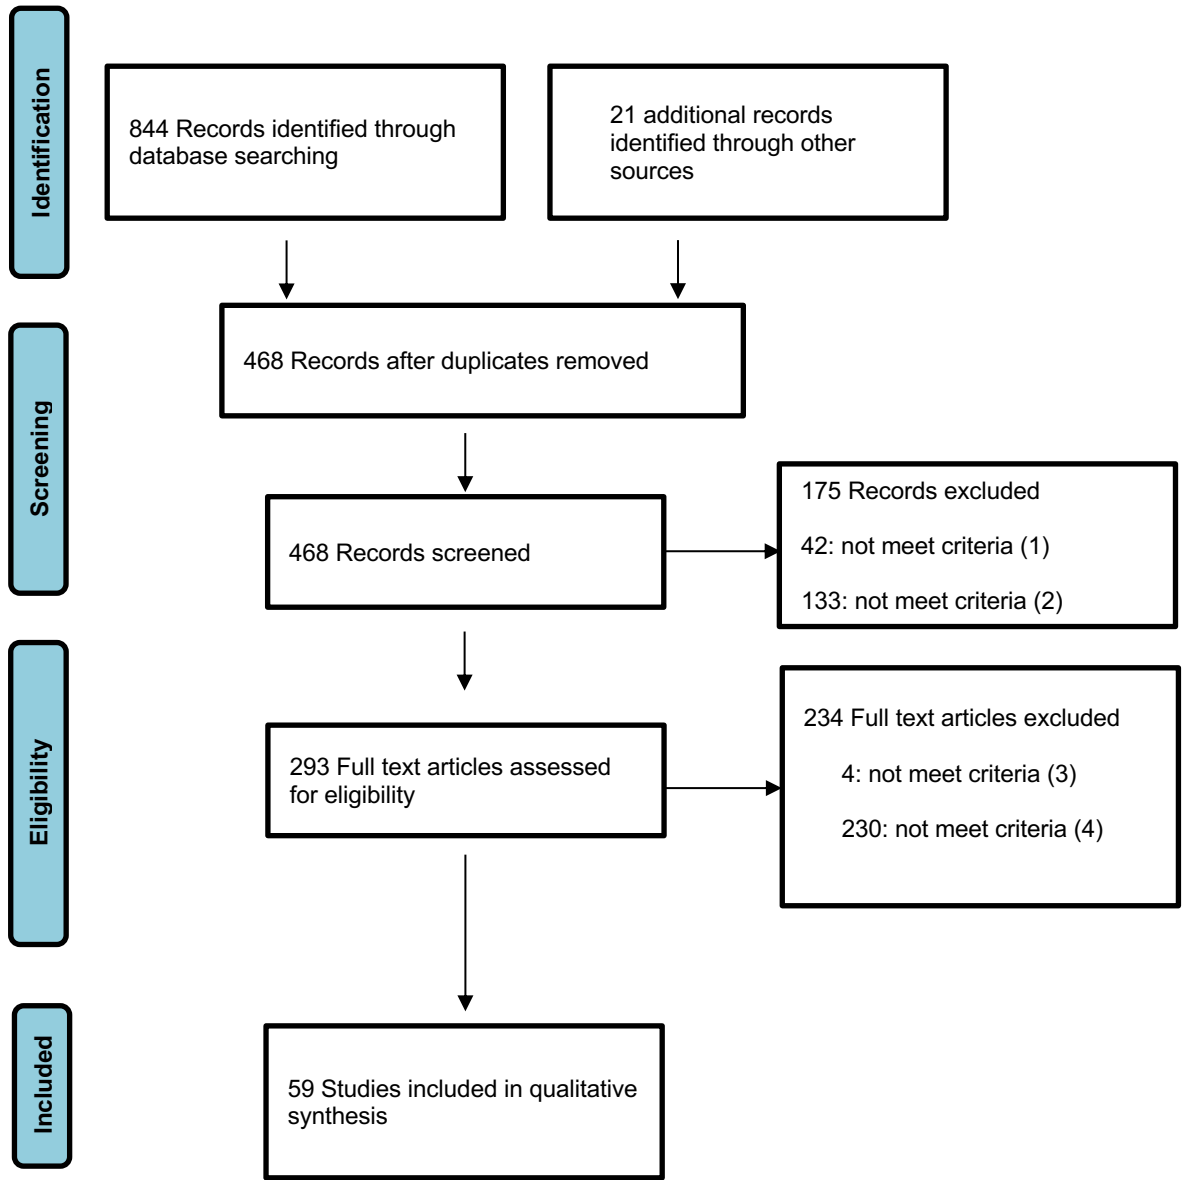 Identification
844 Records identified through
database searching
21 additional records
identified through other
sources
468 Records after duplicates removed
Screening
468 Records screened
175 Records excluded
42: not meet criteria (1)
133: not meet criteria (2)
Eligibility
293 Full text articles assessed
for eligibility
234 Full text articles excluded
4: not meet criteria (3)
230: not meet criteria (4)
Included
59 Studies included in qualitative
synthesis